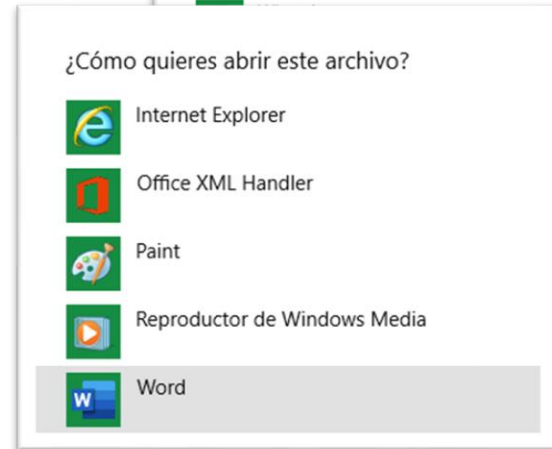 ¿Cómo quieres abrir este archivo?
Internet Explorer
Office XML Handler
Paint
Reproductor de Windows Media
Word